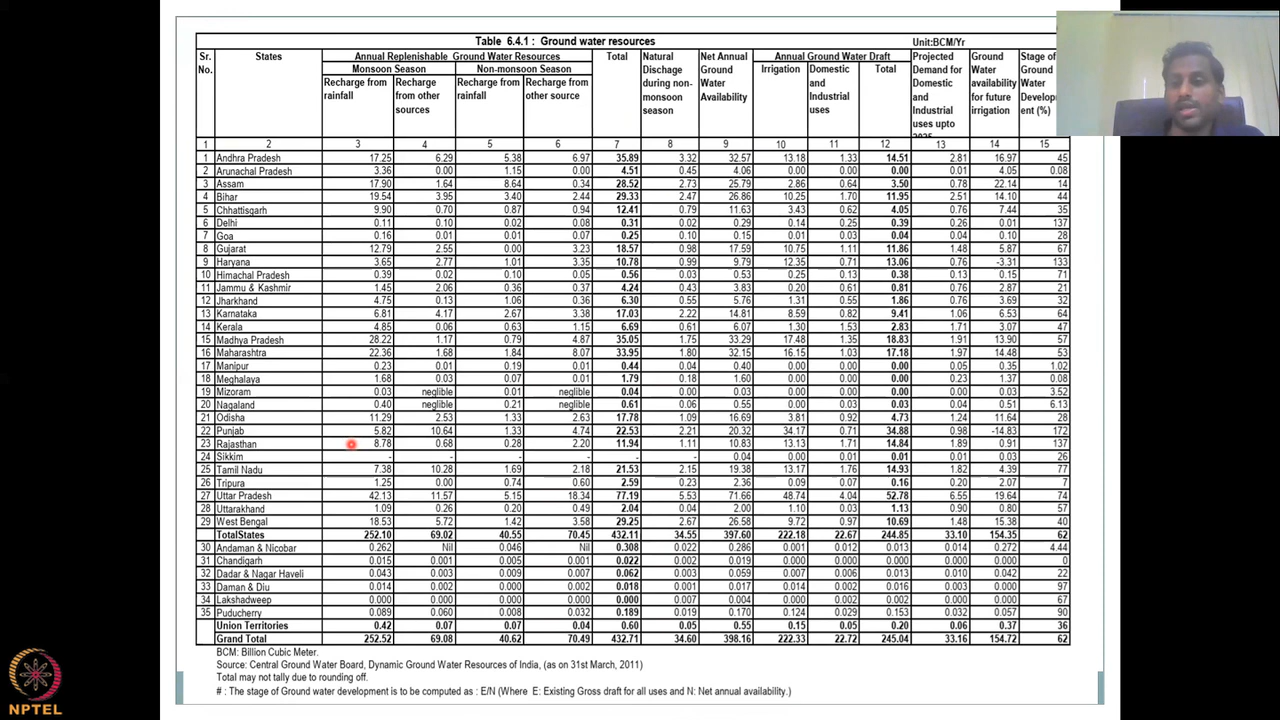 Table 6.4.1 : Ground water resources
Unit:BCM/Yr
Sr. No. States Annual Replenishable Ground Water Resources Total Natural Dischage during non-monsoon season Net Annual Ground Water Availability Annual Ground Water Draft Projected Demand for Domestic and Industrial uses upto Ground Water availability for future irrigation Stage of Ground Water Developm ent (%)
Monsoon Season Non-monsoon Season Irrigation Domestic and Industrial uses Total
Recharge from rainfall Recharge from other sources Recharge from rainfall Recharge from other source
1 2 3 4 5 6 7 8 9 10 11 12 13 14 15
1 Andhra Pradesh 17.25 6.29 5.38 6.97 35.89 3.32 32.57 13.18 1.33 14.51 2.81 16.97 45
2 Arunachal Pradesh 3.36 0.00 1.15 0.00 4.51 0.45 4.06 0.00 0.00 0.00 0.01 4.05 0.08
3 Assam 17.90 1.64 8.64 0.34 28.52 2.73 25.79 2.86 0.64 3.50 0.78 22.14 14
4 Bihar 19.54 3.95 3.40 2.44 29.33 2.47 26.86 10.25 1.70 11.95 2.51 14.10 44
5 Chhattisgarh 9.90 0.70 0.87 0.94 12.41 0.79 11.63 3.43 0.62 4.05 0.76 7.44 35
6 Delhi 0.11 0.10 0.02 0.08 0.31 0.02 0.29 0.14 0.25 0.39 0.26 0.01 137
7 Goa 0.16 0.01 0.01 0.07 0.25 0.10 0.15 0.01 0.03 0.04 0.04 0.10 28
8 Gujarat 12.79 2.55 0.00 3.23 18.57 0.98 17.59 10.75 1.11 11.86 1.48 5.87 67
9 Haryana 3.65 2.77 1.01 3.35 10.78 0.99 9.79 12.35 0.71 13.06 0.76 -3.31 133
10 Himachal Pradesh 0.39 0.02 0.10 0.05 0.56 0.03 0.53 0.25 0.13 0.38 0.13 0.15 71
11 Jammu & Kashmir 1.45 2.06 0.36 0.37 4.24 0.43 3.83 0.20 0.61 0.81 0.76 2.87 21
12 Jharkhand 4.75 0.13 1.06 0.36 6.30 0.55 5.76 1.31 0.55 1.86 0.76 3.69 32
13 Karnataka 6.81 4.17 2.67 3.38 17.03 2.22 14.81 8.59 0.82 9.41 1.06 6.53 64
14 Kerala 4.85 0.06 0.63 1.15 6.69 0.61 6.07 1.30 1.53 2.83 1.71 3.07 47
15 Madhya Pradesh 28.22 1.17 0.79 4.87 35.05 1.75 33.29 17.48 1.35 18.83 1.91 13.90 57
16 Maharashtra 22.36 1.68 1.84 8.07 33.95 1.80 32.15 16.15 1.03 17.18 1.97 14.48 53
17 Manipur 0.23 0.01 0.19 0.01 0.44 0.04 0.40 0.00 0.00 0.00 0.05 0.35 1.02
18 Meghalaya 1.68 0.03 0.07 0.01 1.79 0.18 1.60 0.00 0.00 0.00 0.23 1.37 0.08
19 Mizoram 0.03 neglible 0.01 neglible 0.04 0.00 0.03 0.00 0.00 0.00 0.00 0.03 3.52
20 Nagaland 0.40 neglible 0.21 neglible 0.61 0.06 0.55 0.00 0.03 0.03 0.04 0.51 6.13
21 Odisha 11.29 2.53 1.33 2.63 17.78 1.09 16.69 3.81 0.92 4.73 1.24 11.64 28
22 Punjab 5.82 10.64 1.33 4.74 22.53 2.21 20.32 34.17 0.71 34.88 0.98 -14.83 172
23 Rajasthan 8.78 0.68 0.28 2.20 11.94 1.11 10.83 13.13 1.71 14.84 1.89 0.91 137
24 Sikkim - - - - - - 0.04 0.00 0.01 0.01 0.01 0.03 26
25 Tamil Nadu 7.38 10.28 1.69 2.18 21.53 2.15 19.38 13.17 1.76 14.93 1.82 4.39 77
26 Tripura 1.25 0.00 0.74 0.60 2.59 0.23 2.36 0.09 0.07 0.16 0.20 2.07 7
27 Uttar Pradesh 42.13 11.57 5.15 18.34 77.19 5.53 71.66 48.74 4.04 52.78 6.55 19.64 74
28 Uttarakhand 1.09 0.26 0.20 0.49 2.04 0.04 2.00 1.10 0.03 1.13 0.90 0.80 57
29 West Bengal 18.53 5.72 1.42 3.58 29.25 2.67 26.58 9.72 0.97 10.69 1.48 15.38 40
TotalStates 252.10 69.02 40.55 70.45 432.11 34.55 397.60 222.18 22.67 244.85 33.10 154.35 62
30 Andaman & Nicobar 0.262 Nil 0.046 Nil 0.308 0.022 0.286 0.001 0.012 0.013 0.014 0.272 4.44
31 Chandigarh 0.015 0.001 0.005 0.001 0.022 0.002 0.019 0.000 0.000 0.000 0.000 0.000 0
32 Dadar & Nagar Haveli 0.043 0.003 0.009 0.007 0.062 0.003 0.059 0.007 0.006 0.013 0.010 0.042 22
33 Daman & Diu 0.014 0.002 0.000 0.002 0.018 0.001 0.017 0.014 0.002 0.016 0.003 0.000 97
34 Lakshadweep 0.000 0.000 0.000 0.000 0.000 0.007 0.004 0.000 0.002 0.002 0.000 0.000 67
35 Puducherry 0.089 0.060 0.008 0.032 0.189 0.019 0.170 0.124 0.029 0.153 0.032 0.057 90
Union Territories 0.42 0.07 0.07 0.04 0.60 0.05 0.55 0.15 0.05 0.20 0.06 0.37 36
Grand Total 252.52 69.08 40.62 70.49 432.71 34.60 398.16 222.33 22.72 245.04 33.16 154.72 62
BCM: Billion Cubic Meter.
Source: Central Ground Water Board, Dynamic Ground Water Resources of India, (as on 31st March, 2011)
Total may not tally due to rounding off.
# : The stage of Ground water development is to be computed as : E/N (Where E: Existing Gross draft for all uses and N: Net annual availability.)
NPTEL